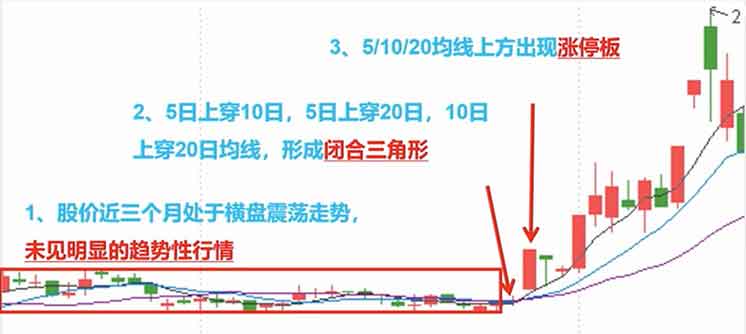 2
3、5/10/20均线上方出现涨停板
2、5日上穿10日，5日上穿20日，10日
上穿20日均线，形成闭合三角形
1、股价近三个月处于横盘震荡走势，
未见明显的趋势性行情